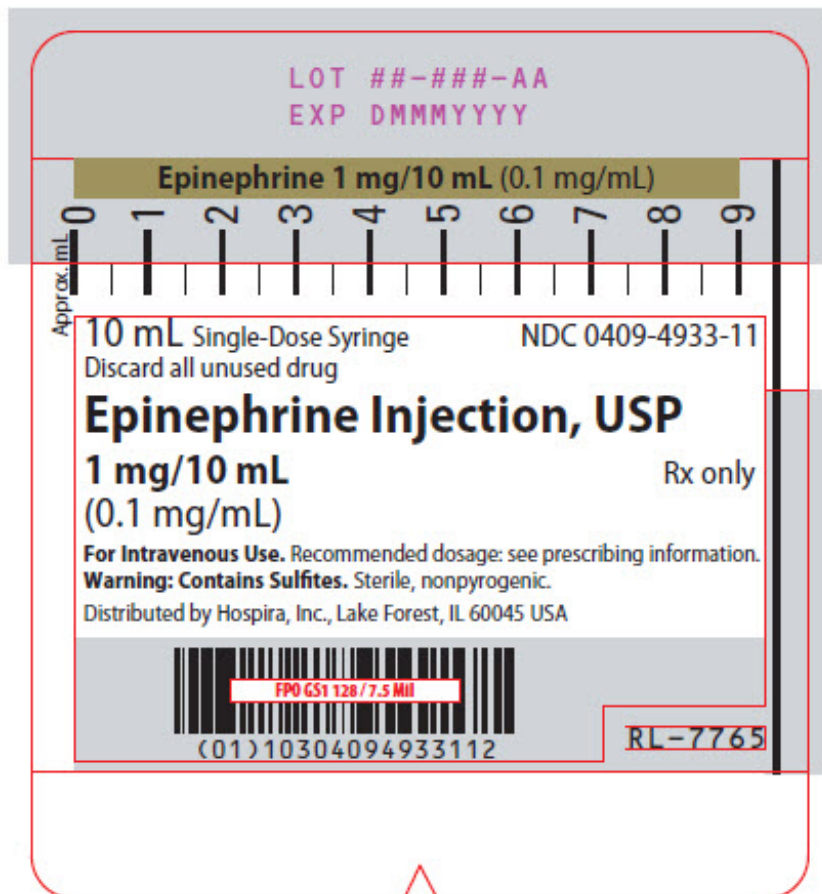 LOT ##-###-AA
EXP DMMMYYYY
Epinephrine 1 mg/10 mL (0.1 mg/mL)
0 1 2 3 4 5 6 7 8 9
Approx. mL
10 mL Single-Dose Syringe NDC 0409-4933-11
Discard all unused drug
Epinephrine Injection, USP
1 mg/10 mL Rx only
(0.1 mg/mL)
For Intravenous Use. Recommended dosage: see prescribing information.
Warning: Contains Sulfites. Sterile, nonpyrogenic.
Distributed by Hospira, Inc., Lake Forest, IL 60045 USA
FPO GS1 128 / 7.5 Mil
(01)10304094933112
RL-7765